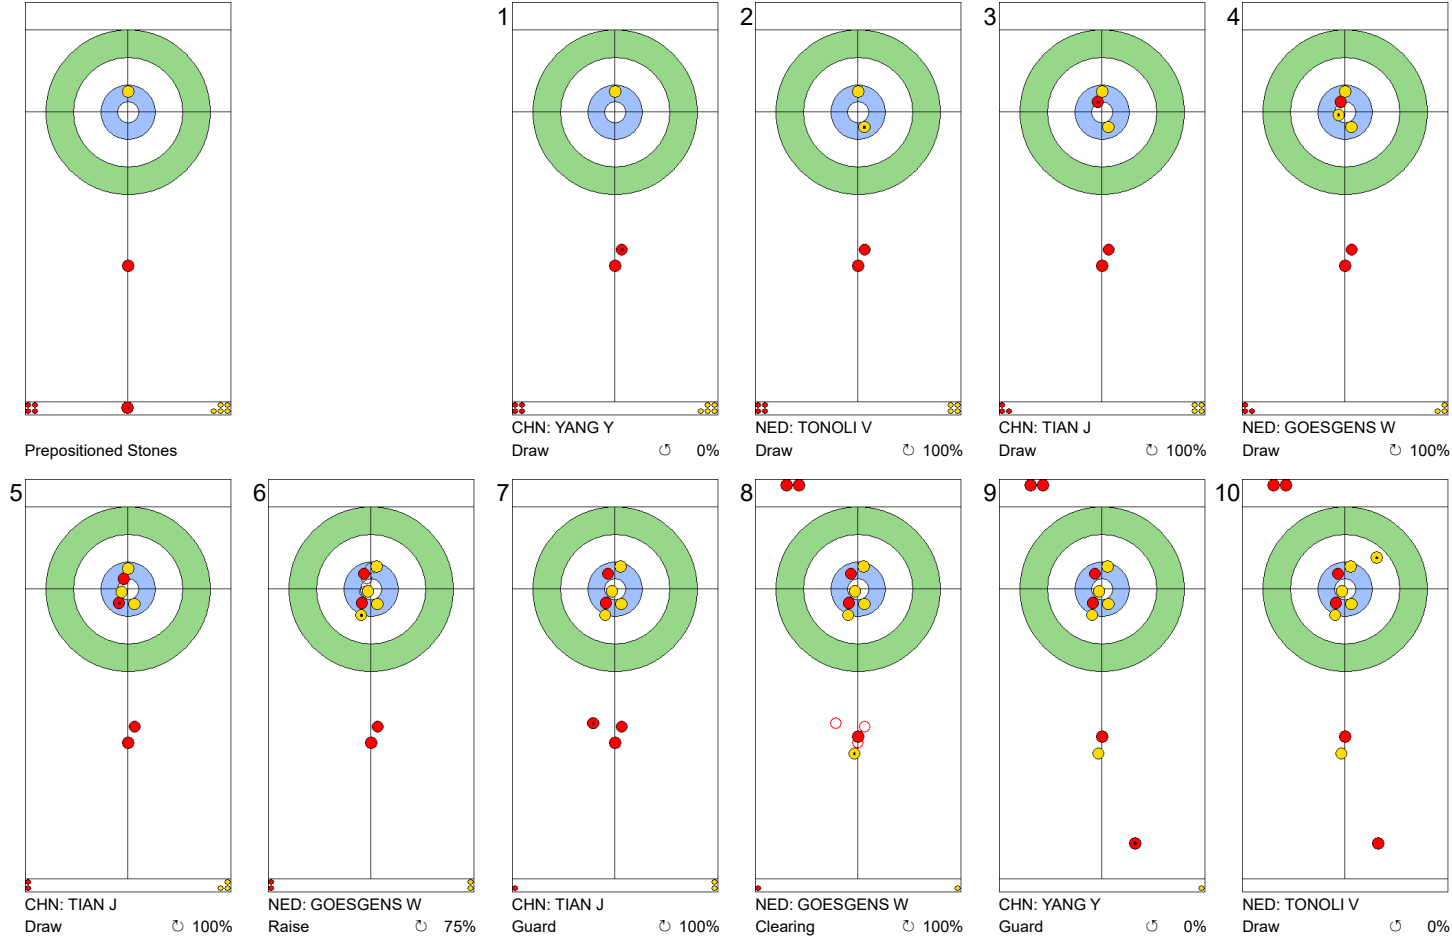 Prepositioned Stones
1
CHN: YANG Y
Draw ↺ 0%
2
NED: TONOLI V
Draw ↻ 100%
3
CHN: TIAN J
Draw ↻ 100%
4
NED: GOESGENS W
Draw ↻ 100%
5
CHN: TIAN J
Draw ↻ 100%
6
NED: GOESGENS W
Raise ↻ 75%
7
CHN: TIAN J
Guard ↻ 100%
8
NED: GOESGENS W
Clearing ↻ 100%
9
CHN: YANG Y
Guard ↺ 0%
10
NED: TONOLI V
Draw ↺ 0%